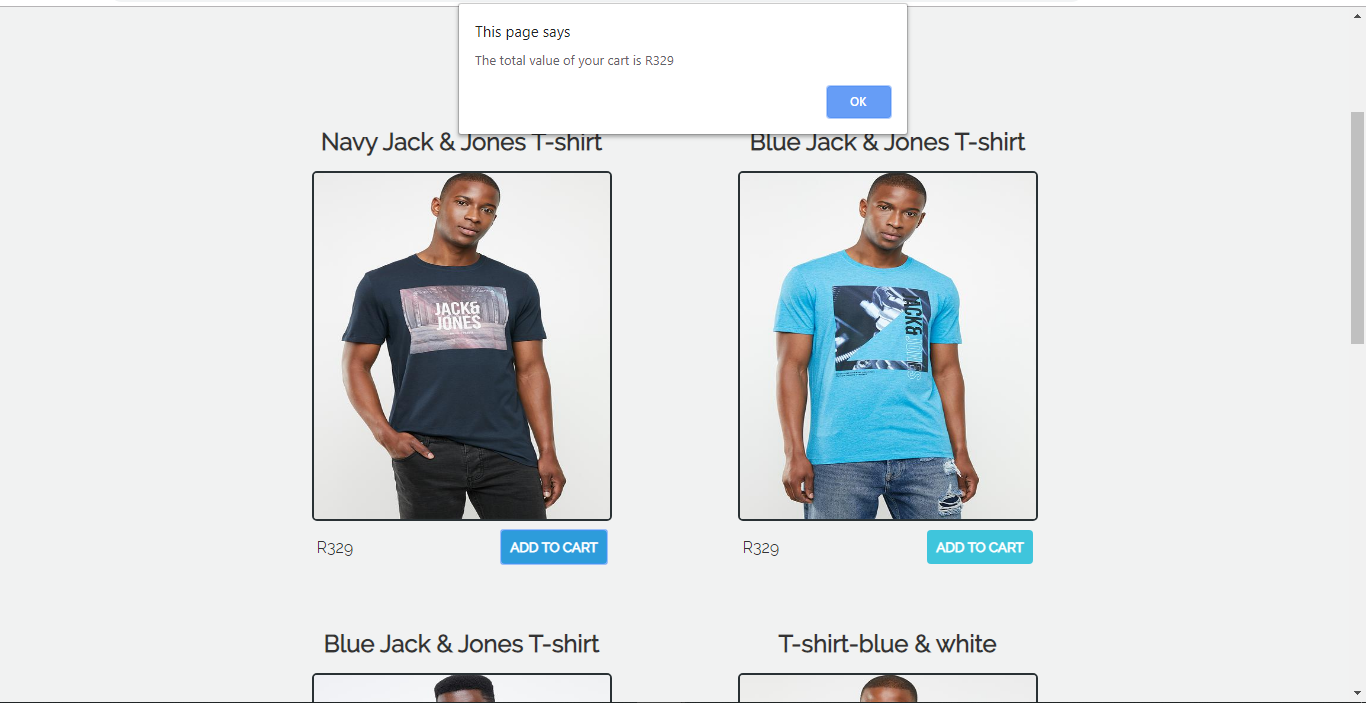 This page says
The total value of your cart is R329
OK
Navy Jack & Jones T-shirt
Blue Jack & Jones T-shirt
JACK&
JONES
JACK& JONES
R329
ADD TO CART
R329
ADD TO CART
Blue Jack & Jones T-shirt
T-shirt-blue & white